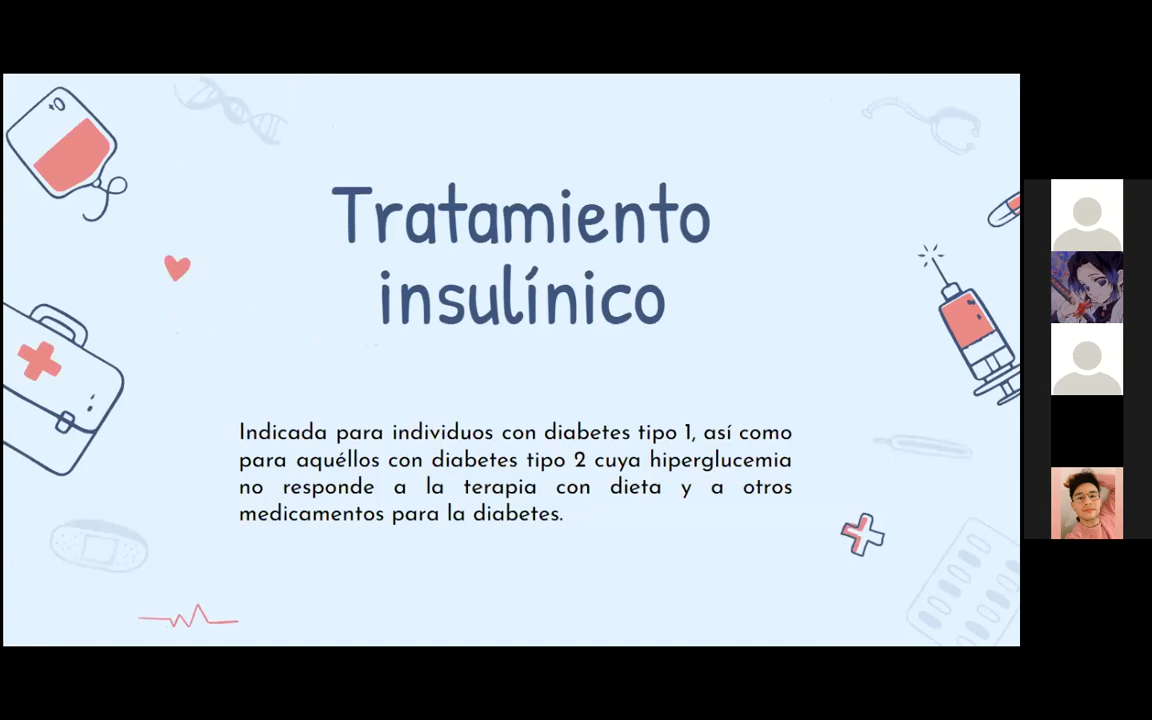 Tratamiento
insulínico
Indicada para individuos con diabetes tipo 1, así como
para aquéllos con diabetes tipo 2 cuya hiperglucemia
no responde a la terapia con dieta y a otros
medicamentos para la diabetes.